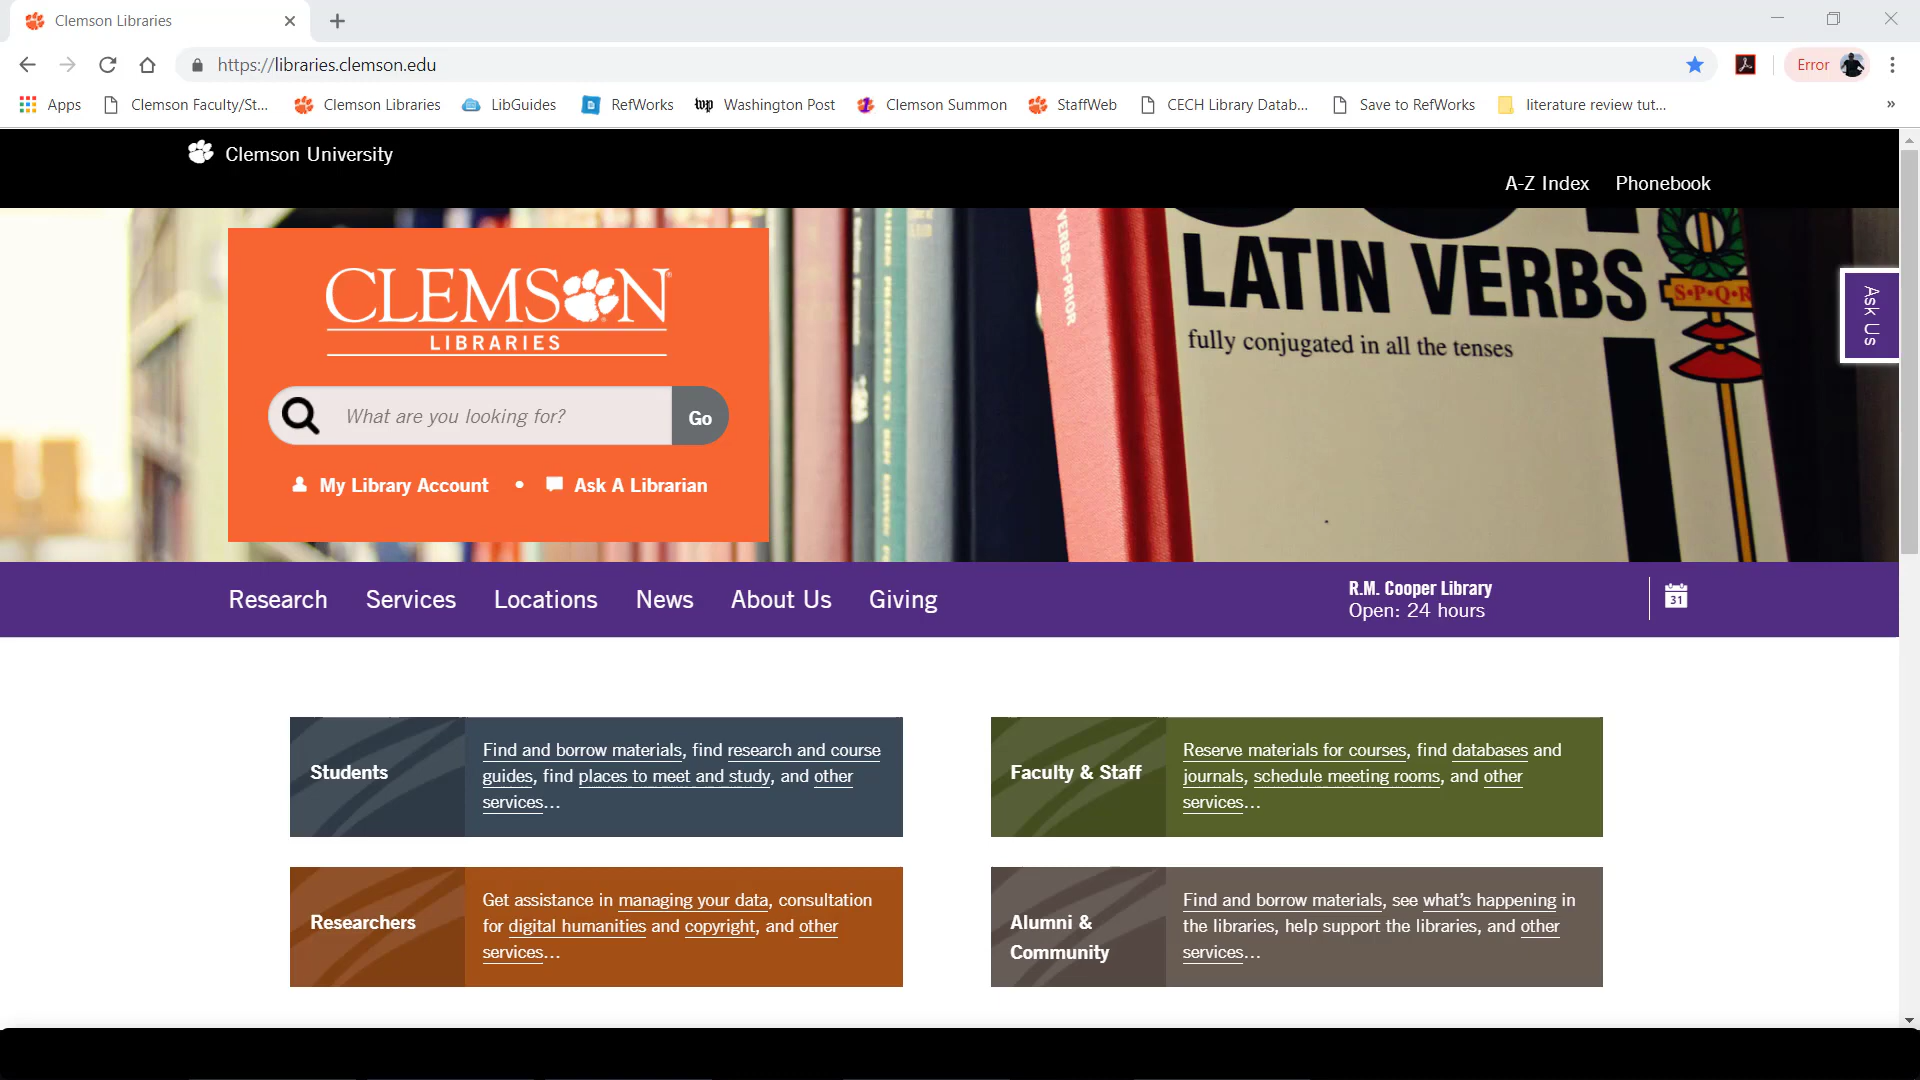 Clemson Libraries
https://libraries.clemson.edu
Error
Apps
Clemson Faculty/St...
Clemson Libraries
LibGuides
RefWorks
wp Washington Post
Clemson Summon
StaffWeb
CECH Library Datab...
Save to RefWorks
literature review tut...
»
Clemson University
A-Z Index
Phonebook
VERBS-PRIOR
LATIN VERBS
fully conjugated in all the tenses
S·P·Q·R
Ask Us
CLEMSON
LIBRARIES
What are you looking for?
Go
My Library Account • Ask A Librarian
Research
Services
Locations
News
About Us
Giving
R.M. Cooper Library
Open: 24 hours
31
Students
Find and borrow materials, find research and course
guides, find places to meet and study, and other
services...
Faculty & Staff
Reserve materials for courses, find databases and
journals, schedule meeting rooms, and other
services...
Researchers
Get assistance in managing your data, consultation
for digital humanities and copyright, and other
services...
Alumni &
Community
Find and borrow materials, see what's happening in
the libraries, help support the libraries, and other
services...